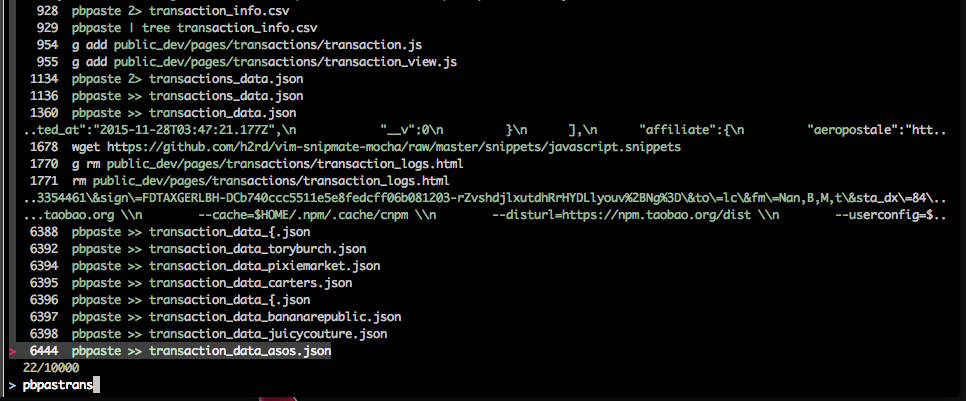 928 pbpaste 2> transaction_info.csv
929 pbpaste | tree transaction_info.csv
954 g add public_dev/pages/transactions/transaction.js
955 g add public_dev/pages/transactions/transaction_view.js
1134 pbpaste 2> transactions_data.json
1136 pbpaste >> transactions_data.json
1360 pbpaste >> transaction_data.json
..ted_at":"2015-11-28T03:47:21.177Z",\n "__v":0\n }\n ],\n "affiliate":{\n "aeropostale":"htt..
1678 wget https://github.com/h2rd/vim-snipmate-mocha/raw/master/snippets/javascript.snippets
1770 g rm public_dev/pages/transactions/transaction_logs.html
1771 rm public_dev/pages/transactions/transaction_logs.html
..3354461\&sign\=FDTAXGERLBH-DCb740ccc5511e5e8fedcff06b081203-rZvshdjlxutdhRrHYDLlyouv%2BNg%3D\&to\=lc\&fm\=Nan,B,M,t\&sta_dx\=84\..
...taobao.org \\n --cache=$HOME/.npm/.cache/cnpm \\n --disturl=https://npm.taobao.org/dist \\n --userconfig=$..
6388 pbpaste >> transaction_data_{.json
6392 pbpaste >> transaction_data_toryburch.json
6394 pbpaste >> transaction_data_pixiemarket.json
6395 pbpaste >> transaction_data_carters.json
6396 pbpaste >> transaction_data_{.json
6397 pbpaste >> transaction_data_bananarepublic.json
6398 pbpaste >> transaction_data_juicycouture.json
> 6444 pbpaste >> transaction_data_asos.json
22/10000
> pbpastrans